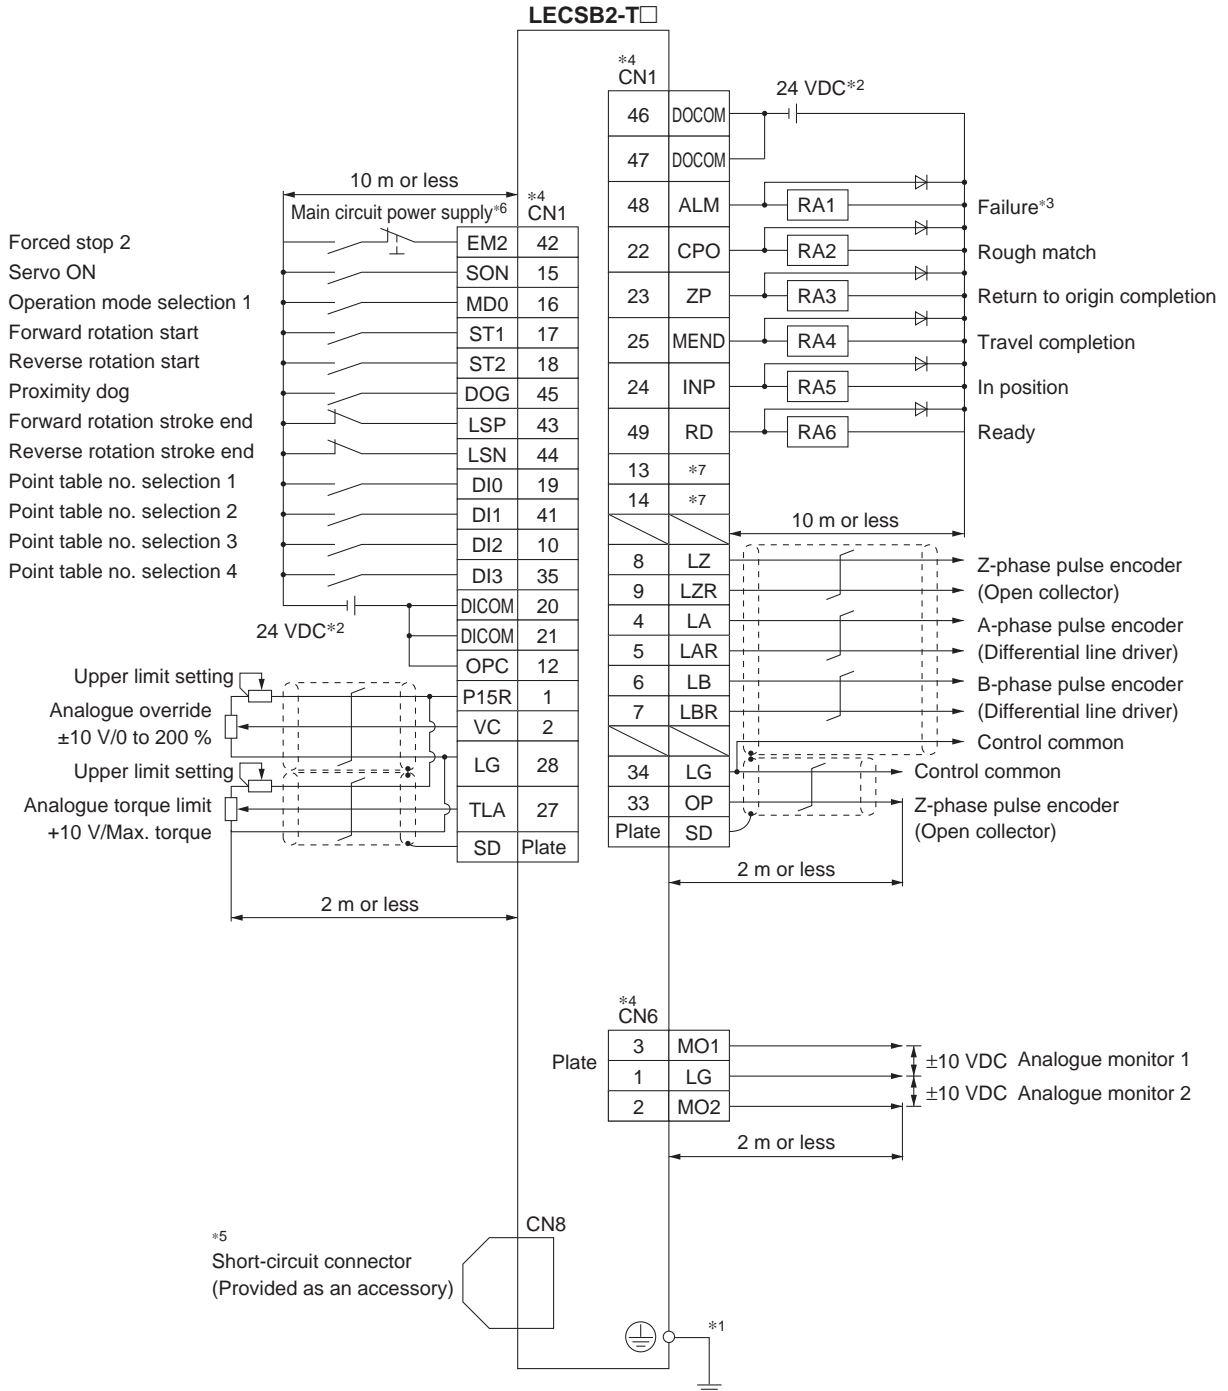 LECSB2-T□
*4
CN1
24 VDC*2
46 DOCOM
47 DOCOM
48 ALM RA1 Failure*3
22 CPO RA2 Rough match
23 ZP RA3 Return to origin completion
25 MEND RA4 Travel completion
24 INP RA5 In position
49 RD RA6 Ready
13 *7
14 *7
10 m or less
8 LZ Z-phase pulse encoder
9 LZR (Open collector)
4 LA A-phase pulse encoder
5 LAR (Differential line driver)
6 LB B-phase pulse encoder
7 LBR (Differential line driver)
Control common
34 LG Control common
33 OP Z-phase pulse encoder
Plate SD (Open collector)
2 m or less
10 m or less
Main circuit power supply*6
*4
CN1
Forced stop 2 EM2 42
Servo ON SON 15
Operation mode selection 1 MD0 16
Forward rotation start ST1 17
Reverse rotation start ST2 18
Proximity dog DOG 45
Forward rotation stroke end LSP 43
Reverse rotation stroke end LSN 44
Point table no. selection 1 DI0 19
Point table no. selection 2 DI1 41
Point table no. selection 3 DI2 10
Point table no. selection 4 DI3 35
DICOM 20
24 VDC*2 DICOM 21
OPC 12
Upper limit setting P15R 1
Analogue override VC 2
±10 V/0 to 200 %
LG 28
Upper limit setting
Analogue torque limit TLA 27
+10 V/Max. torque
SD Plate
2 m or less
*4
CN6
Plate
3 MO1
1 LG
2 MO2
±10 VDC Analogue monitor 1
±10 VDC Analogue monitor 2
2 m or less
CN8
*5
Short-circuit connector
(Provided as an accessory)
*1